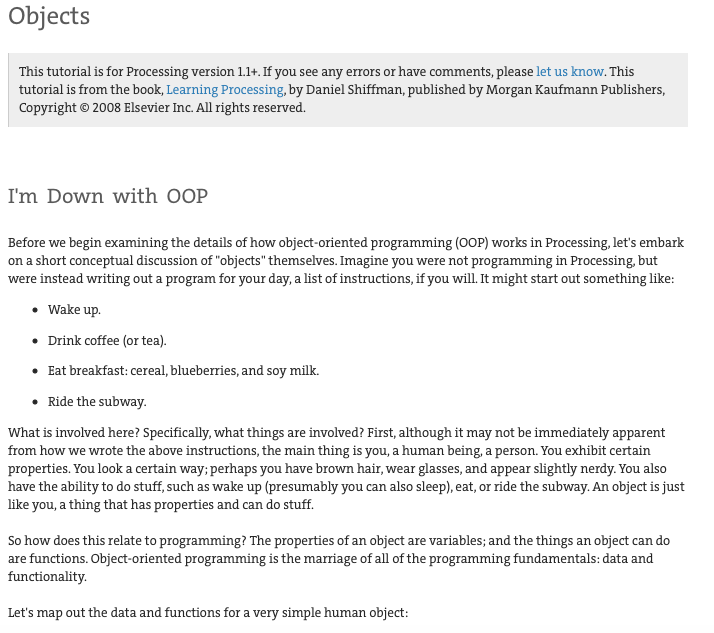 Objects
This tutorial is for Processing version 1.1+. If you see any errors or have comments, please let us know. This
tutorial is from the book, Learning Processing, by Daniel Shiffman, published by Morgan Kaufmann Publishers,
Copyright © 2008 Elsevier Inc. All rights reserved.
I'm Down with OOP
Before we begin examining the details of how object-oriented programming (OOP) works in Processing, let's embark
on a short conceptual discussion of "objects" themselves. Imagine you were not programming in Processing, but
were instead writing out a program for your day, a list of instructions, if you will. It might start out something like:
• Wake up.
• Drink coffee (or tea).
• Eat breakfast: cereal, blueberries, and soy milk.
• Ride the subway.
What is involved here? Specifically, what things are involved? First, although it may not be immediately apparent
from how we wrote the above instructions, the main thing is you, a human being, a person. You exhibit certain
properties. You look a certain way; perhaps you have brown hair, wear glasses, and appear slightly nerdy. You also
have the ability to do stuff, such as wake up (presumably you can also sleep), eat, or ride the subway. An object is just
like you, a thing that has properties and can do stuff.
So how does this relate to programming? The properties of an object are variables; and the things an object can do
are functions. Object-oriented programming is the marriage of all of the programming fundamentals: data and
functionality.
Let's map out the data and functions for a very simple human object: